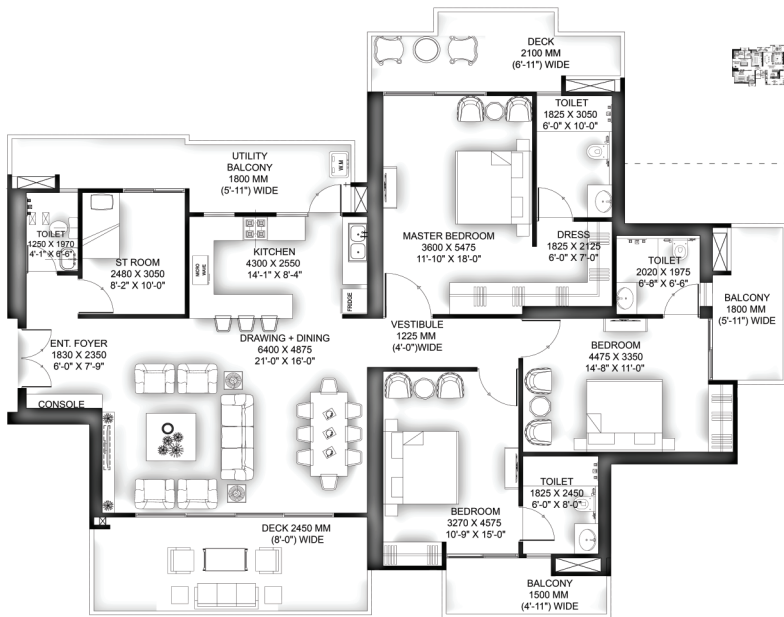 DECK
2100 MM
(6'-11") WIDE
TOILET
1825 X 3050
6'-0" X 10'-0"
UTILITY
BALCONY
1800 MM
(5'-11") WIDE
W.M
TOILET
1250 X 1970
4'-1" X 6'-6"
ST ROOM
2480 X 3050
8'-2" X 10'-0"
KITCHEN
4300 X 2550
14'-1" X 8'-4"
MICRO
WAVE
FRIDGE
MASTER BEDROOM
3600 X 5475
11'-10" X 18'-0"
DRESS
1825 X 2125
6'-0" X 7'-0"
TOILET
2020 X 1975
6'-8" X 6'-6"
BALCONY
1800 MM
(5'-11") WIDE
VESTIBULE
1225 MM
(4'-0")WIDE
ENT. FOYER
1830 X 2350
6'-0" X 7'-9"
DRAWING + DINING
6400 X 4875
21'-0" X 16'-0"
BEDROOM
4475 X 3350
14'-8" X 11'-0"
CONSOLE
TOILET
1825 X 2450
6'-0" X 8'-0"
BEDROOM
3270 X 4575
10'-9" X 15'-0"
DECK 2450 MM
(8'-0") WIDE
BALCONY
1500 MM
(4'-11") WIDE